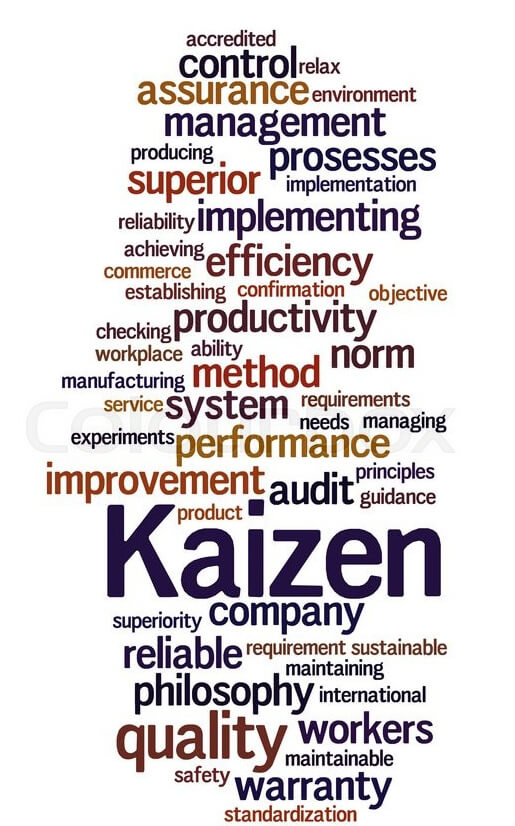 accredited
control relax
assurance environment
management
producing prosesses
superior implementation
reliability implementing
achieving efficiency
commerce
establishing confirmation objective
checking productivity
workplace ability norm
manufacturing method
service system requirements
needs managing
experiments performance
improvement audit principles
guidance
product
Kaizen
superiority company
reliable requirement sustainable
maintaining
philosophy international
quality workers
maintainable
safety warranty
standardization